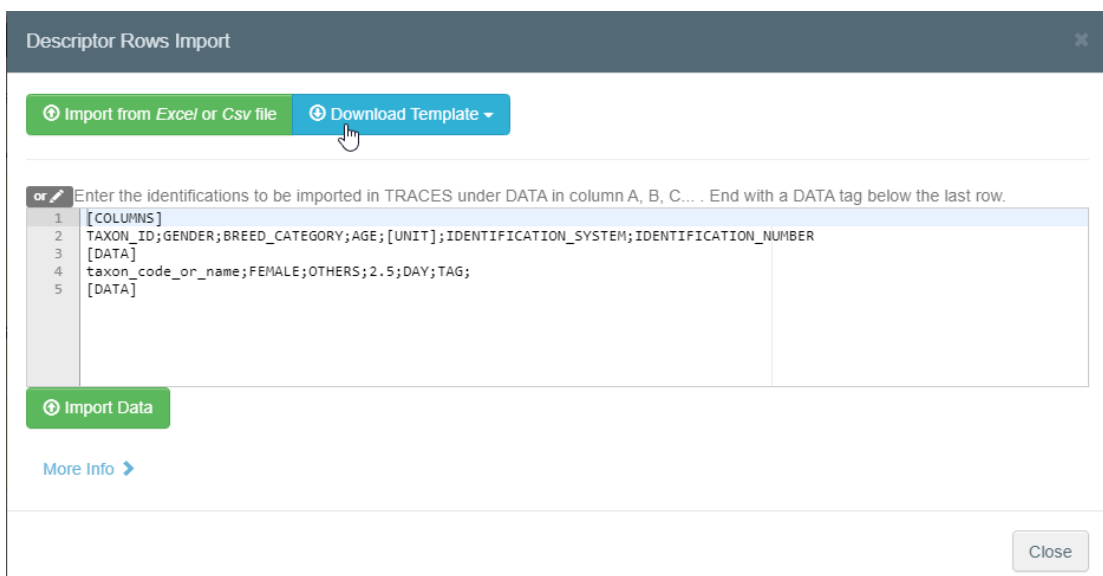 Descriptor Rows Import
Import from Excel or Csv file
Download Template
or Enter the identifications to be imported in TRACES under DATA in column A, B, C... . End with a DATA tag below the last row.
1 [COLUMNS]
2 TAXON_ID;GENDER;BREED_CATEGORY;AGE;[UNIT];IDENTIFICATION_SYSTEM;IDENTIFICATION_NUMBER
3 [DATA]
4 taxon_code_or_name;FEMALE;OTHERS;2.5;DAY;TAG;
5 [DATA]
Import Data
More Info
Close